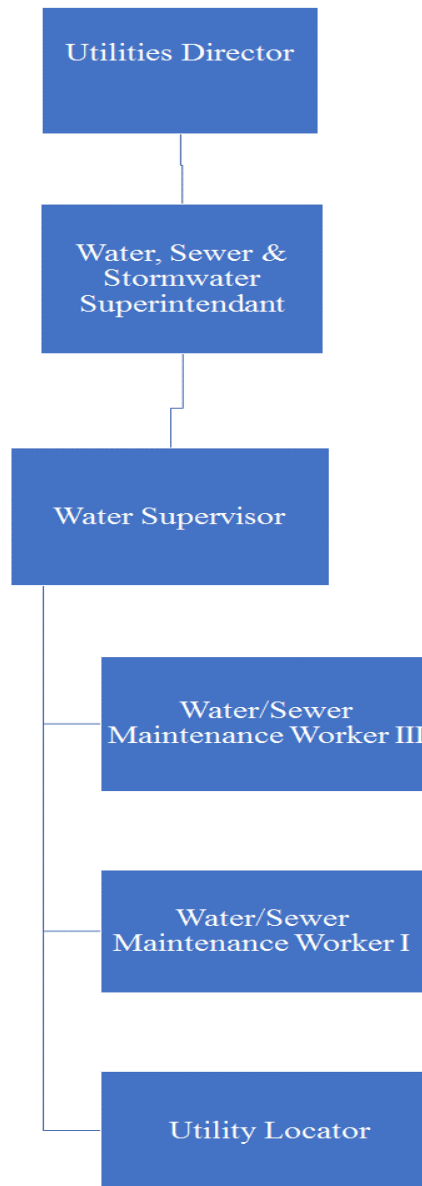 Utilities Director
Water, Sewer &
Stormwater
Superintendant
Water Supervisor
Water/Sewer
Maintenance Worker III
Water/Sewer
Maintenance Worker I
Utility Locator